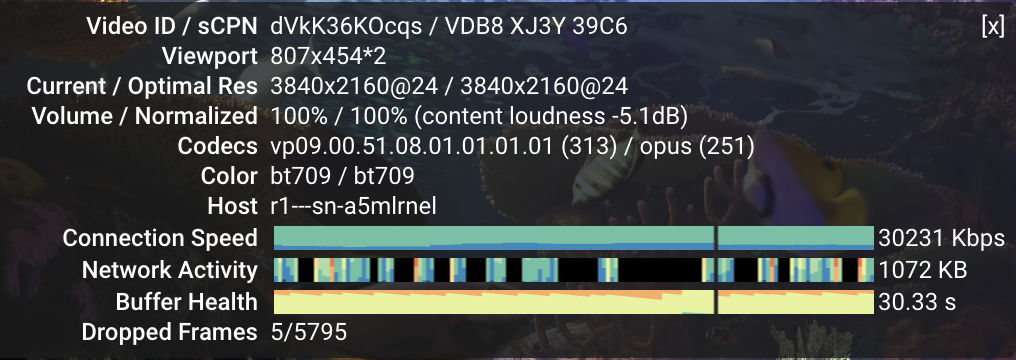 Video ID / sCPN dVkK36KOcqs / VDB8 XJ3Y 39C6 [x]
Viewport 807x454*2
Current / Optimal Res 3840x2160@24 / 3840x2160@24
Volume / Normalized 100% / 100% (content loudness -5.1dB)
Codecs vp09.00.51.08.01.01.01.01 (313) / opus (251)
Color bt709 / bt709
Host r1---sn-a5mlrnel
Connection Speed 30231 Kbps
Network Activity 1072 KB
Buffer Health 30.33 s
Dropped Frames 5/5795